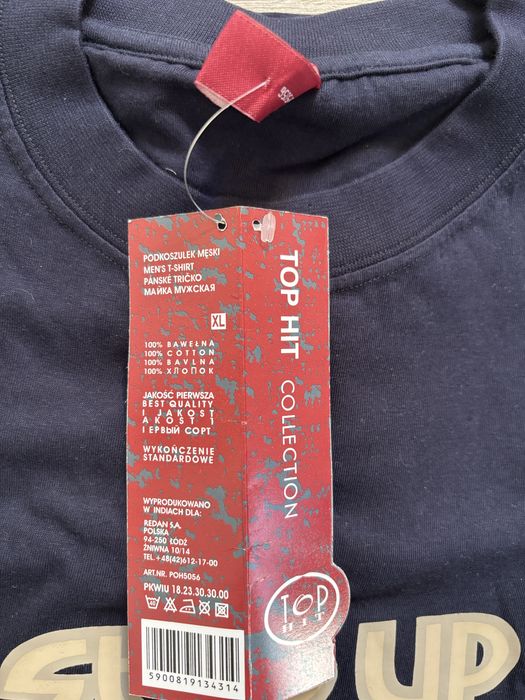 PODKOSZULEK MĘSKI
MEN'S T-SHIRT
PÁNSKÉ TRIČKO
МАЙКА МУЖСКАЯ
XL
100% BAWEŁNA
100% COTTON
100% BAVLNA
100% ХЛОПОК
JAKOŚĆ PIERWSZA
BEST QUALITY
I JAKOST
AKOST 1
I ЕРВЫЙ СОРТ
WYKOŃCZENIE
STANDARDOWE
WYPRODUKOWANO
W INDIACH DLA:
REDAN S.A.
POLSKA
94-250 ŁÓDŹ
ŻNIWNA 10/14
TEL.+48(42)612-17-00
ART.NR. POH5056
PKWIU 18.23.30.30.00
5900819134314
TOP HIT COLLECTION
TOP
HIT
UP